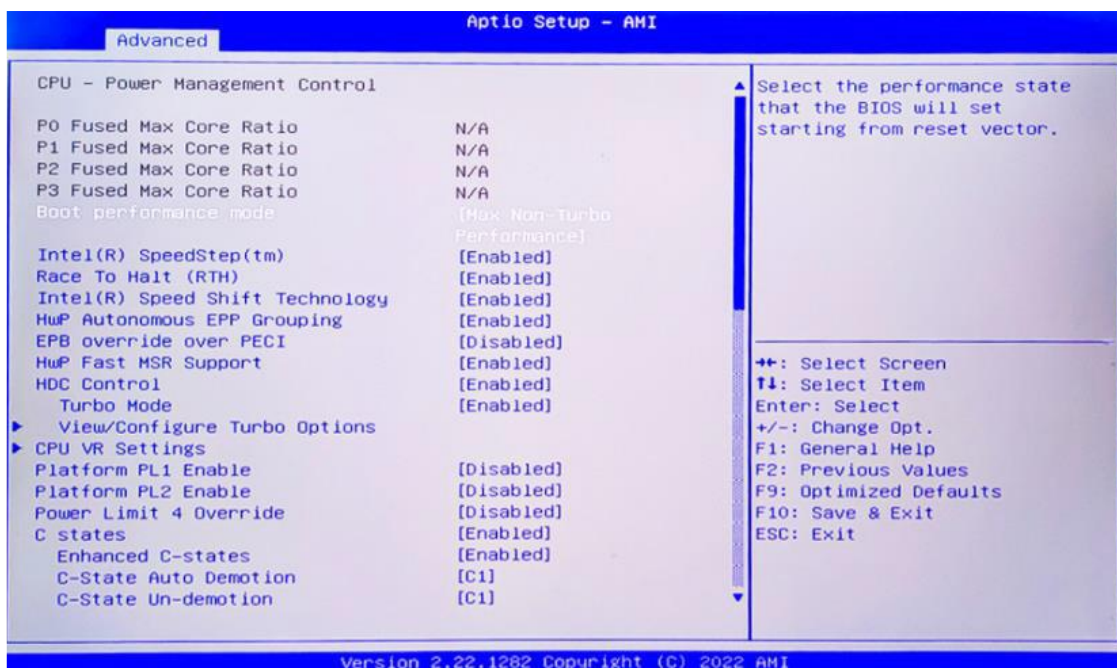 Aptio Setup - AMI
Advanced
CPU - Power Management Control
P0 Fused Max Core Ratio N/A
P1 Fused Max Core Ratio N/A
P2 Fused Max Core Ratio N/A
P3 Fused Max Core Ratio N/A
Boot performance mode [Max Non-Turbo
Performance]
Intel(R) SpeedStep(tm) [Enabled]
Race To Halt (RTH) [Enabled]
Intel(R) Speed Shift Technology [Enabled]
HwP Autonomous EPP Grouping [Enabled]
EPB override over PECI [Disabled]
HwP Fast MSR Support [Enabled]
HDC Control [Enabled]
Turbo Mode [Enabled]
View/Configure Turbo Options
CPU VR Settings
Platform PL1 Enable [Disabled]
Platform PL2 Enable [Disabled]
Power Limit 4 Override [Disabled]
C states [Enabled]
Enhanced C-states [Enabled]
C-State Auto Demotion [C1]
C-State Un-demotion [C1]
Select the performance state
that the BIOS will set
starting from reset vector.
→←: Select Screen
↑↓: Select Item
Enter: Select
+/-: Change Opt.
F1: General Help
F2: Previous Values
F9: Optimized Defaults
F10: Save & Exit
ESC: Exit
Version 2.22.1282 Copyright (C) 2022 AMI